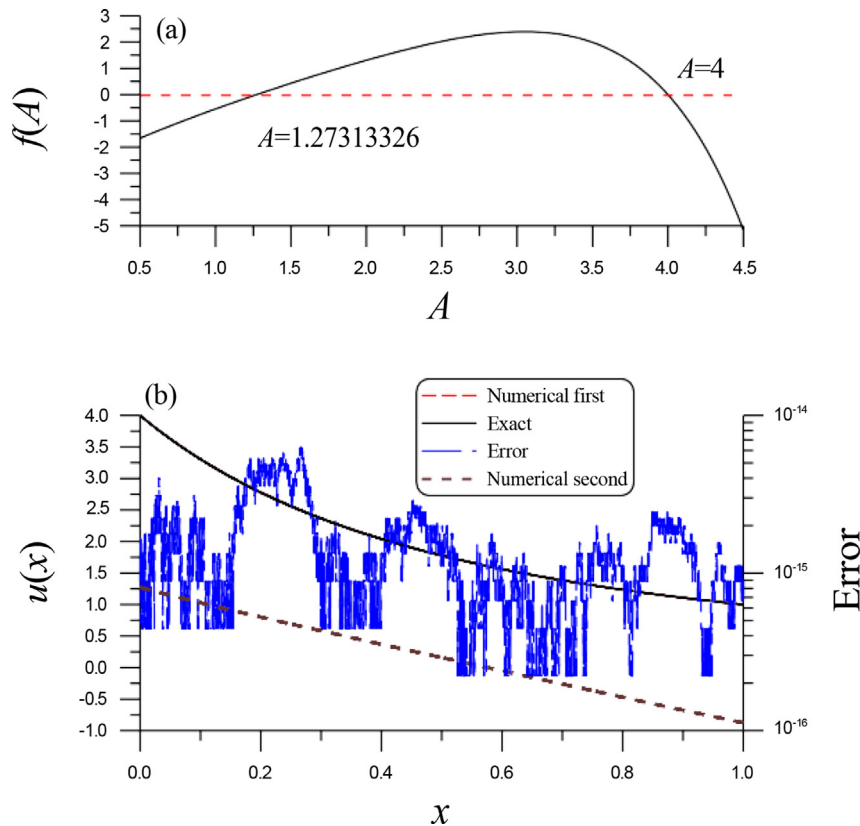 (a)
3
2
1
0
-1
-2
-3
-4
-5
f(A)
A=4
A=1.27313326
0.5 1.0 1.5 2.0 2.5 3.0 3.5 4.0 4.5
A
(b)
Numerical first
Exact
Error
Numerical second
4.0
3.5
3.0
2.5
2.0
1.5
1.0
0.5
0.0
-0.5
-1.0
u(x)
10-14
10-15
10-16
Error
0.0 0.2 0.4 0.6 0.8 1.0
x